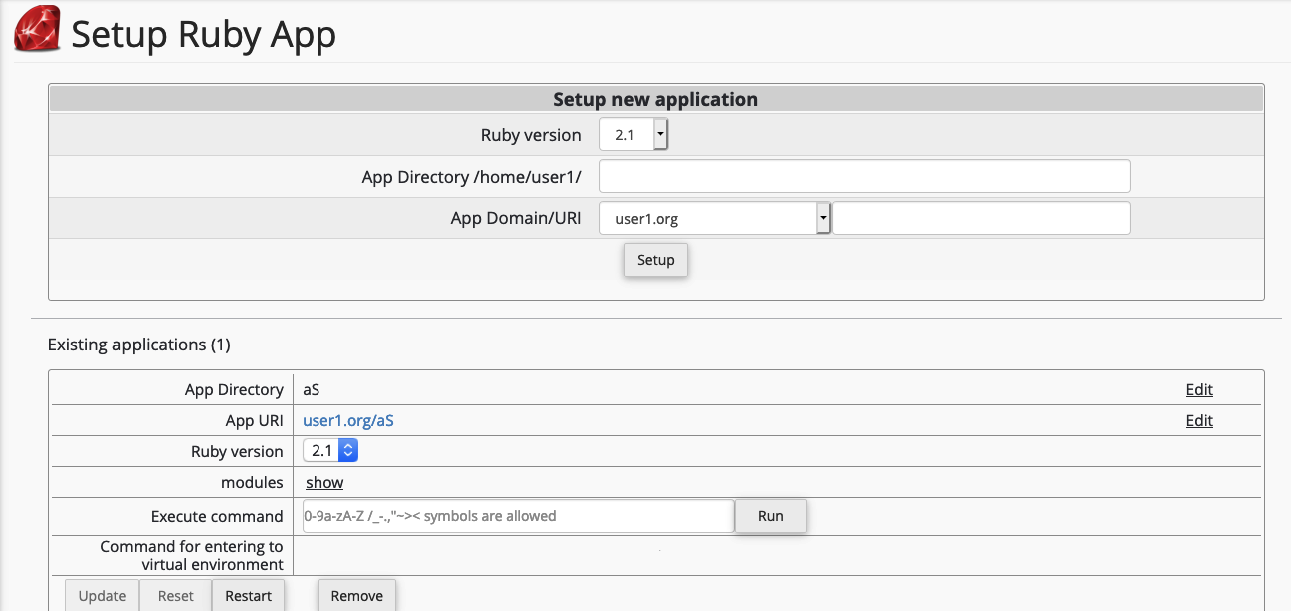 Setup Ruby App
Setup new application
Ruby version 2.1
App Directory /home/user1/
App Domain/URI user1.org
Setup
Existing applications (1)
App Directory aS Edit
App URI user1.org/aS Edit
Ruby version 2.1
modules show
Execute command 0-9a-zA-Z /_-.,"~>< symbols are allowed Run
Command for entering to
virtual environment
Update Reset Restart Remove